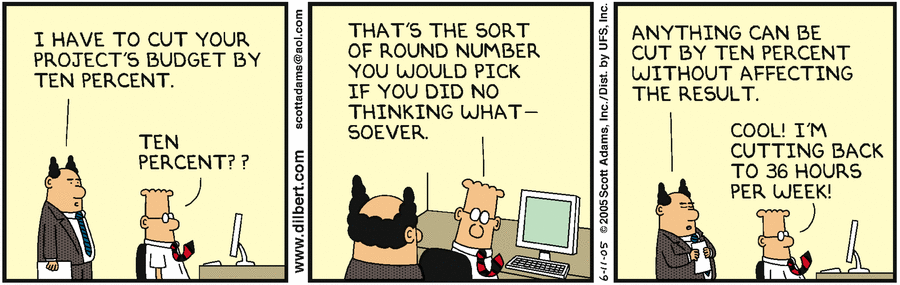 I HAVE TO CUT YOUR
PROJECT'S BUDGET BY
TEN PERCENT.
TEN
PERCENT??
www.dilbert.com scottadams@aol.com
THAT'S THE SORT
OF ROUND NUMBER
YOU WOULD PICK
IF YOU DID NO
THINKING WHAT-
SOEVER.
6-11-05 © 2005 Scott Adams, Inc./Dist. by UFS, Inc.
ANYTHING CAN BE
CUT BY TEN PERCENT
WITHOUT AFFECTING
THE RESULT.
COOL! I'M
CUTTING BACK
TO 36 HOURS
PER WEEK!